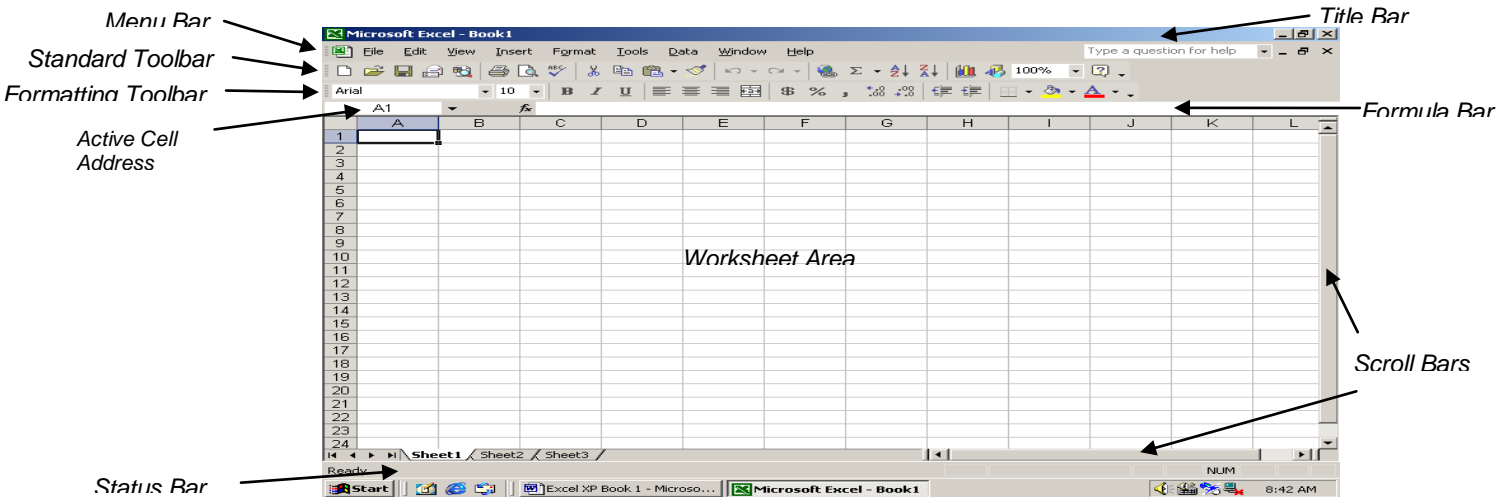 Menu Bar
Title Bar
Standard Toolbar
Formatting Toolbar
Formula Bar
Active Cell
Address
Microsoft Excel - Book1
File Edit View Insert Format Tools Data Window Help
Type a question for help
100%
Arial
10
B I U
$ % ,
A1
fx
A B C D E F G H I J K L
1
2
3
4
5
6
7
8
9
10
11
12
13
14
15
16
17
18
19
20
21
22
23
24
Worksheet Area
Scroll Bars
Sheet1 Sheet2 Sheet3
Ready
NUM
Status Bar
Start
Excel XP Book 1 - Microso...
Microsoft Excel - Book1
8:42 AM